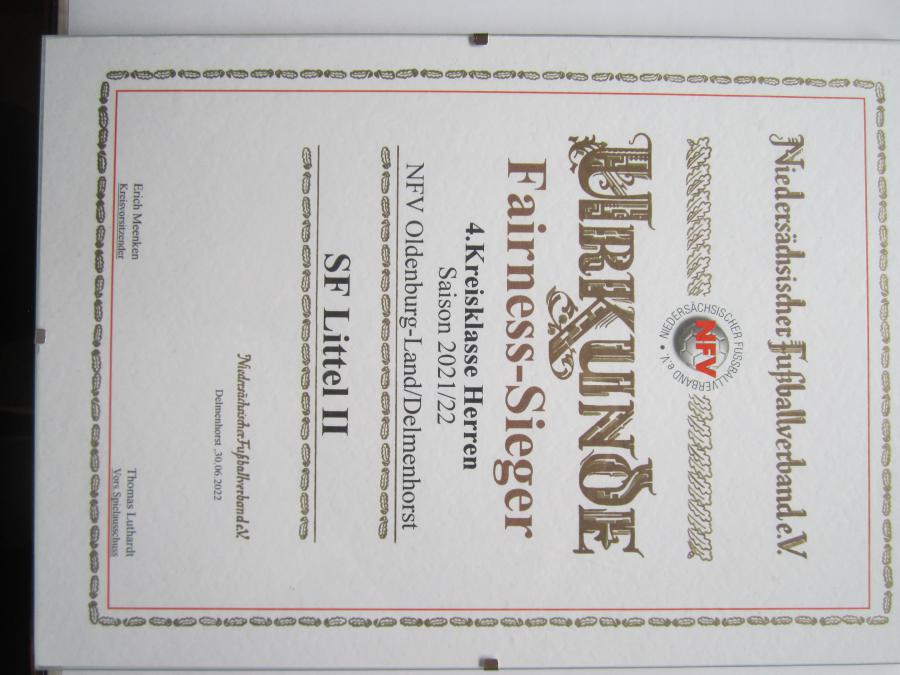 Niedersächsischer Fußballverband e.V.
NIEDERSÄCHSISCHER FUSSBALLVERBAND e.V.
NFV
URKUNDE
Fairness-Sieger
4.Kreisklasse Herren
Saison 2021/22
NFV Oldenburg-Land/Delmenhorst
SF Littel II
Niedersächsischer Fußballverband e.V.
Delmenhorst ,30.06.2022
Erich Meenken
Kreisvorsitzender
Thomas Luthardt
Vors.Spielausschuss